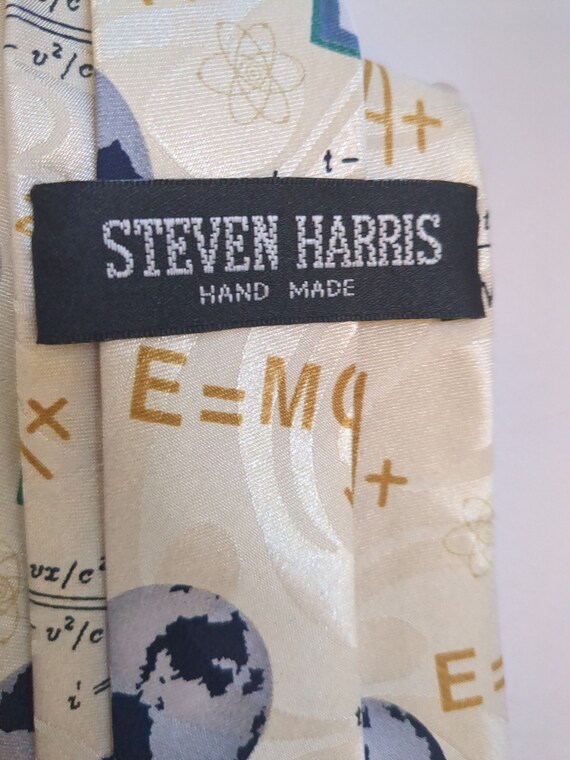 v²/c
A+
t-
STEVEN HARRIS
HAND MADE
E=M
x
+
vx/c²
v²/c
i =
E=